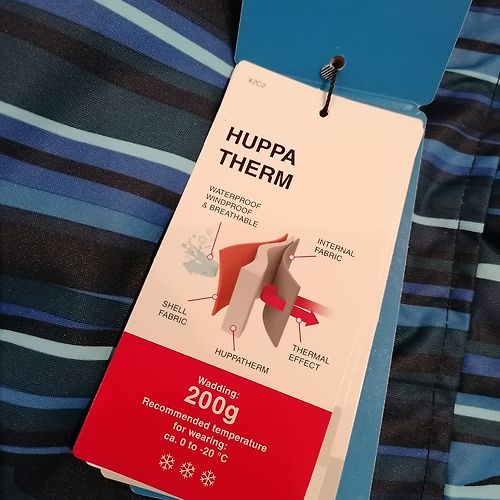 X2C2
HUPPA
THERM
WATERPROOF
WINDPROOF
& BREATHABLE
INTERNAL
FABRIC
SHELL
FABRIC
HUPPATHERM
THERMAL
EFFECT
Wadding:
200g
Recommended temperature
for wearing:
ca. 0 to -20 °C